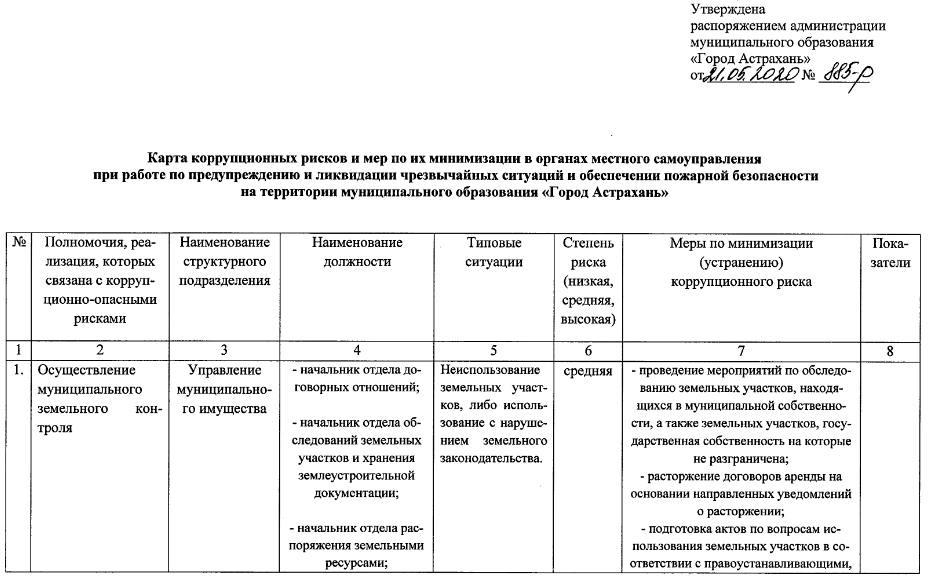 Утверждена
распоряжением администрации
муниципального образования
«Город Астрахань»
от 21.05.2020 № 885-р
Карта коррупционных рисков и мер по их минимизации в органах местного самоуправления
при работе по предупреждению и ликвидации чрезвычайных ситуаций и обеспечении пожарной безопасности
на территории муниципального образования «Город Астрахань»
№
Полномочия, реа-
лизация, которых
связана с корруп-
ционно-опасными
рисками
Наименование
структурного
подразделения
Наименование
должности
Типовые
ситуации
Степень
риска
(низкая,
средняя,
высокая)
Меры по минимизации
(устранению)
коррупционного риска
Пока-
затели
1 2 3 4 5 6 7 8
1.
Осуществление
муниципального
земельного кон-
троля
Управление
муниципально-
го имущества
- начальник отдела до-
говорных отношений;
- начальник отдела об-
следований земельных
участков и хранения
землеустроительной
документации;
- начальник отдела рас-
поряжения земельными
ресурсами;
Неиспользование
земельных участ-
ков, либо исполь-
зование с наруше-
нием земельного
законодательства.
средняя
- проведение мероприятий по обследо-
ванию земельных участков, находя-
щихся в муниципальной собственно-
сти, а также земельных участков, госу-
дарственная собственность на которые
не разграничена;
- расторжение договоров аренды на
основании направленных уведомлений
о расторжении;
- подготовка актов по вопросам ис-
пользования земельных участков в со-
ответствии с правоустанавливающими,